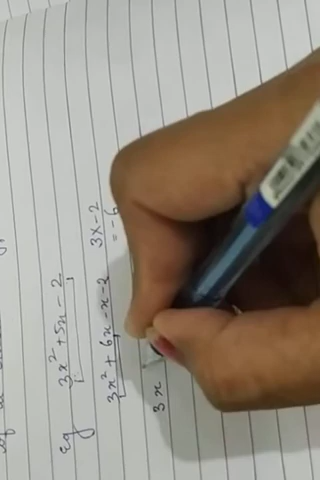 Eg 3x² + 5x - 2
3x² + 6x - x - 2 3x-2
= -6
3x